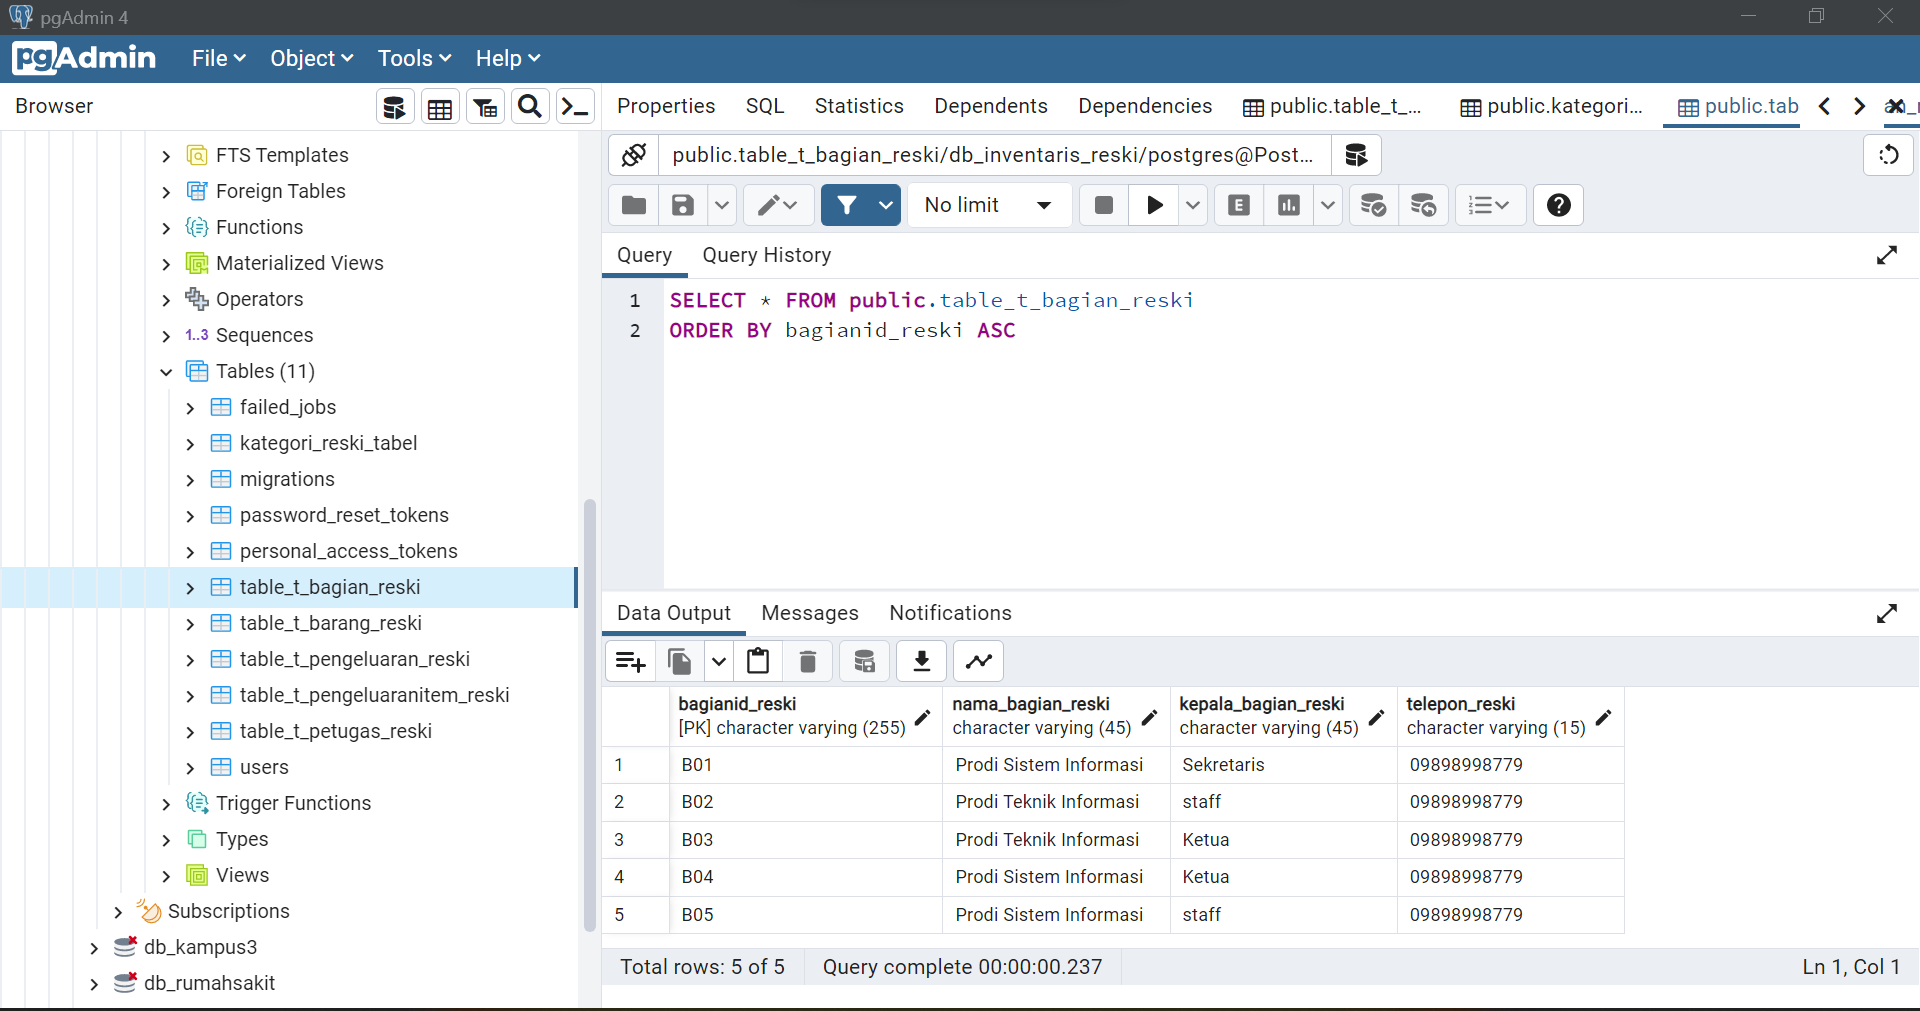 pgAdmin 4
pgAdmin File Object Tools Help
Browser
FTS Templates
Foreign Tables
Functions
Materialized Views
Operators
1..3 Sequences
Tables (11)
failed_jobs
kategori_reski_tabel
migrations
password_reset_tokens
personal_access_tokens
table_t_bagian_reski
table_t_barang_reski
table_t_pengeluaran_reski
table_t_pengeluaranitem_reski
table_t_petugas_reski
users
Trigger Functions
Types
Views
Subscriptions
db_kampus3
db_rumahsakit
Properties SQL Statistics Dependents Dependencies public.table_t_... public.kategori... public.tab
public.table_t_bagian_reski/db_inventaris_reski/postgres@Post...
No limit E
Query Query History
1 SELECT * FROM public.table_t_bagian_reski
2 ORDER BY bagianid_reski ASC
Data Output Messages Notifications
bagianid_reski nama_bagian_reski kepala_bagian_reski telepon_reski
[PK] character varying (255) character varying (45) character varying (45) character varying (15)
1 B01 Prodi Sistem Informasi Sekretaris 09898998779
2 B02 Prodi Teknik Informasi staff 09898998779
3 B03 Prodi Teknik Informasi Ketua 09898998779
4 B04 Prodi Sistem Informasi Ketua 09898998779
5 B05 Prodi Sistem Informasi staff 09898998779
Total rows: 5 of 5 Query complete 00:00:00.237 Ln 1, Col 1